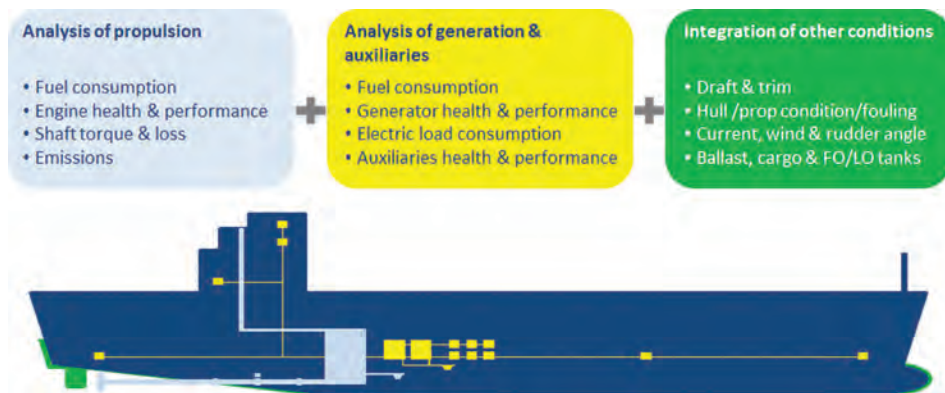 Analysis of propulsion
• Fuel consumption
• Engine health & performance
• Shaft torque & loss
• Emissions
Analysis of generation &
auxiliaries
• Fuel consumption
• Generator health & performance
• Electric load consumption
• Auxiliaries health & performance
Integration of other conditions
• Draft & trim
• Hull /prop condition/fouling
• Current, wind & rudder angle
• Ballast, cargo & FO/LO tanks